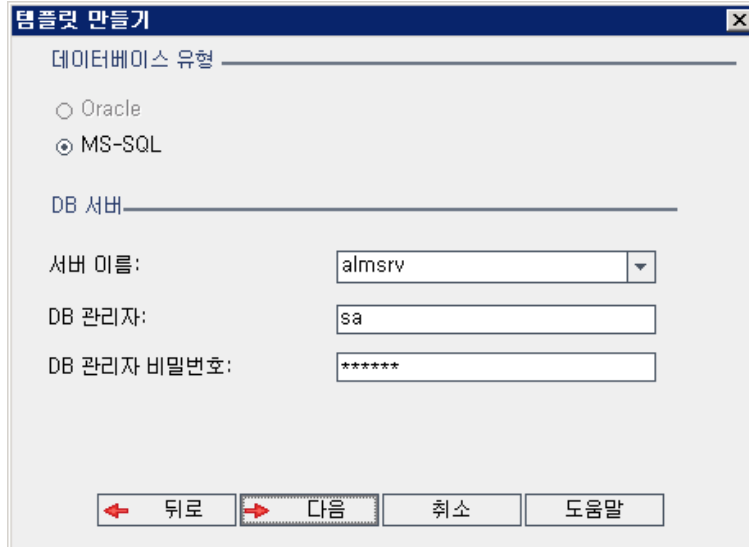 템플릿 만들기
데이터베이스 유형
Oracle
MS-SQL
DB 서버
서버 이름: almsrv
DB 관리자: sa
DB 관리자 비밀번호: ******
뒤로 다음 취소 도움말